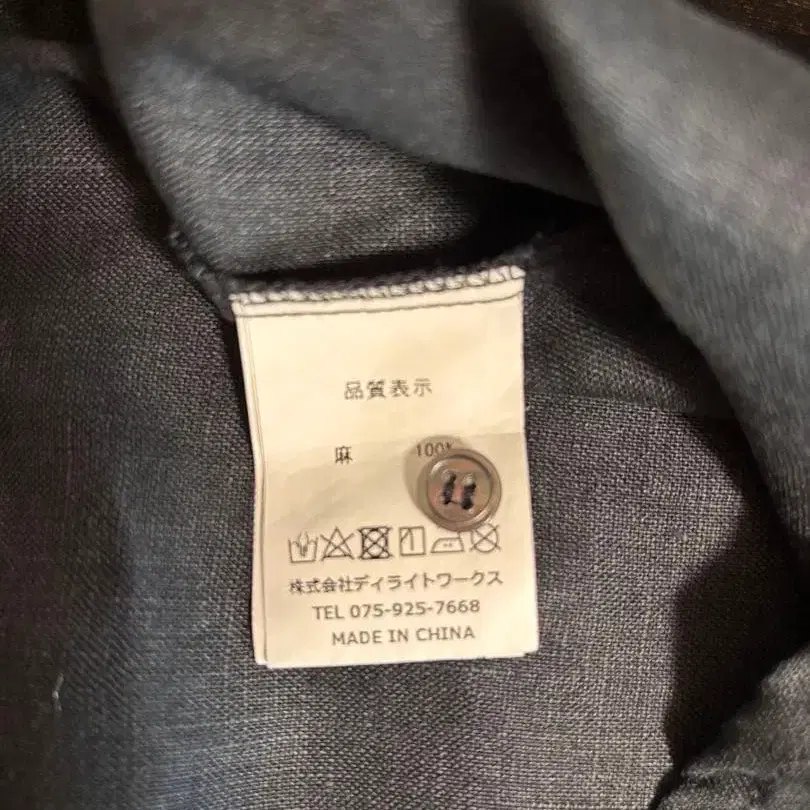 品質表示
麻 100%
株式会社ディライトワークス
TEL 075-925-7668
MADE IN CHINA